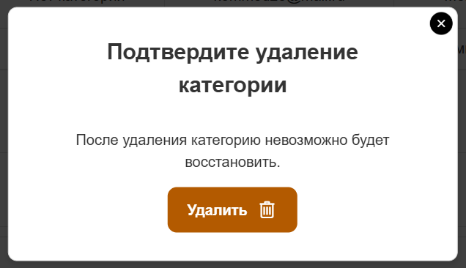 Подтвердите удаление
категории
После удаления категорию невозможно будет
восстановить.
Удалить